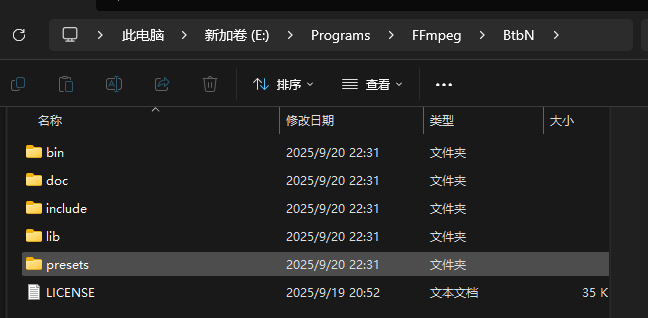 此电脑 > 新加卷 (E:) > Programs > FFmpeg > BtbN >
排序 查看 ···
名称 修改日期 类型 大小
bin 2025/9/20 22:31 文件夹
doc 2025/9/20 22:31 文件夹
include 2025/9/20 22:31 文件夹
lib 2025/9/20 22:31 文件夹
presets 2025/9/20 22:31 文件夹
LICENSE 2025/9/19 20:52 文本文档 35 K